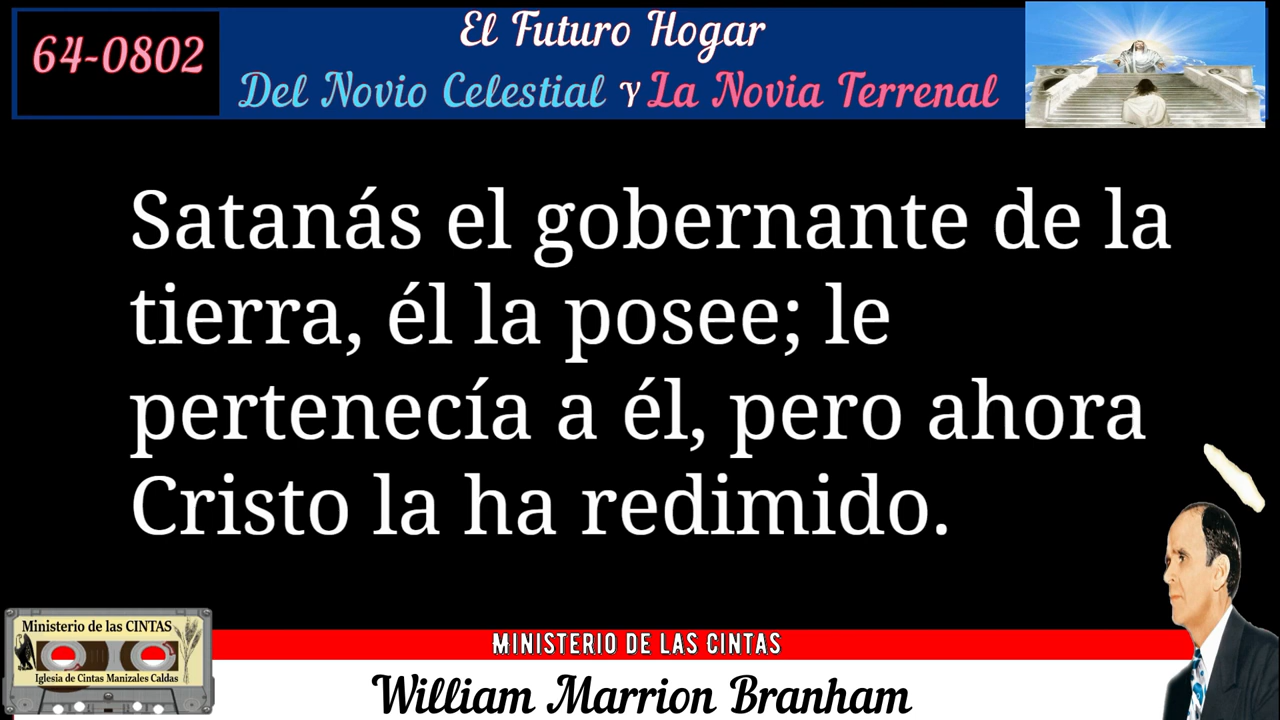 64-0802
El Futuro Hogar
Del Novio Celestial Y La Novia Terrenal
Satanás el gobernante de la
tierra, él la posee; le
pertenecía a él, pero ahora
Cristo la ha redimido.
Ministerio de las CINTAS
Iglesia de Cintas Manizales Caldas
MINISTERIO DE LAS CINTAS
William Marrion Branham